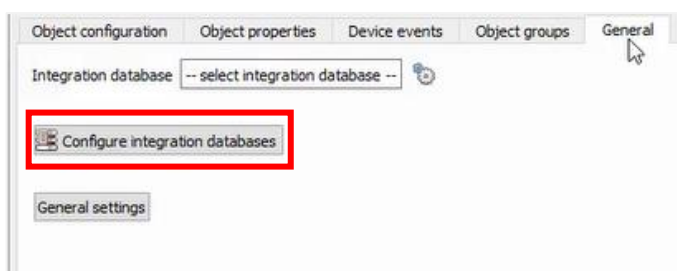 Object configuration Object properties Device events Object groups General
Integration database -- select integration database --
Configure integration databases
General settings